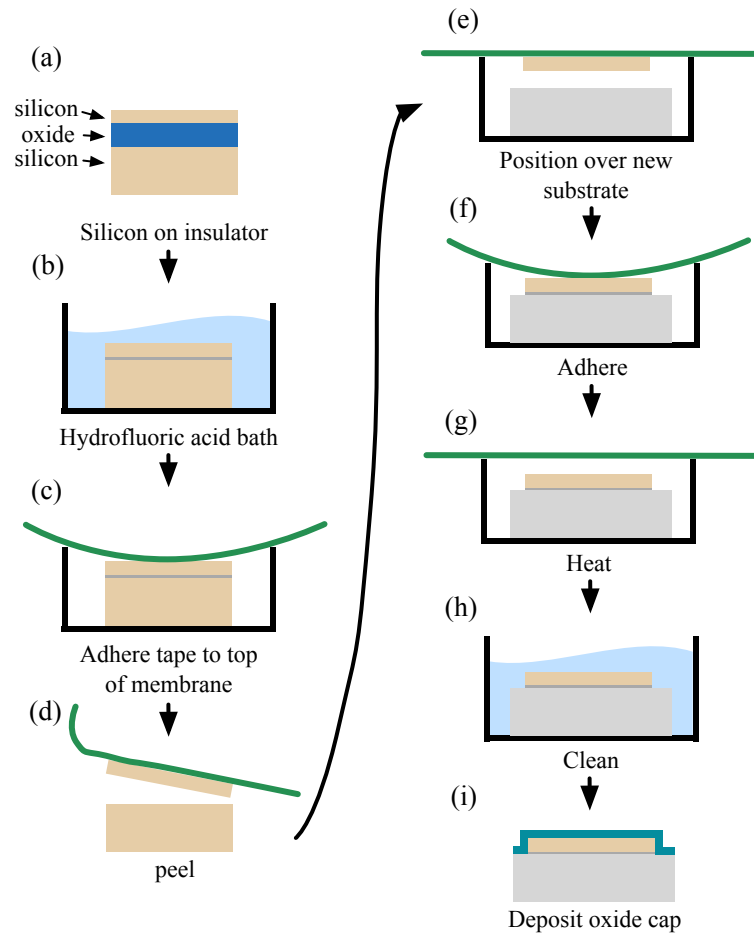 (a)
silicon
oxide
silicon
Silicon on insulator
(b)
Hydrofluoric acid bath
(c)
Adhere tape to top
of membrane
(d)
peel
(e)
Position over new
substrate
(f)
Adhere
(g)
Heat
(h)
Clean
(i)
Deposit oxide cap